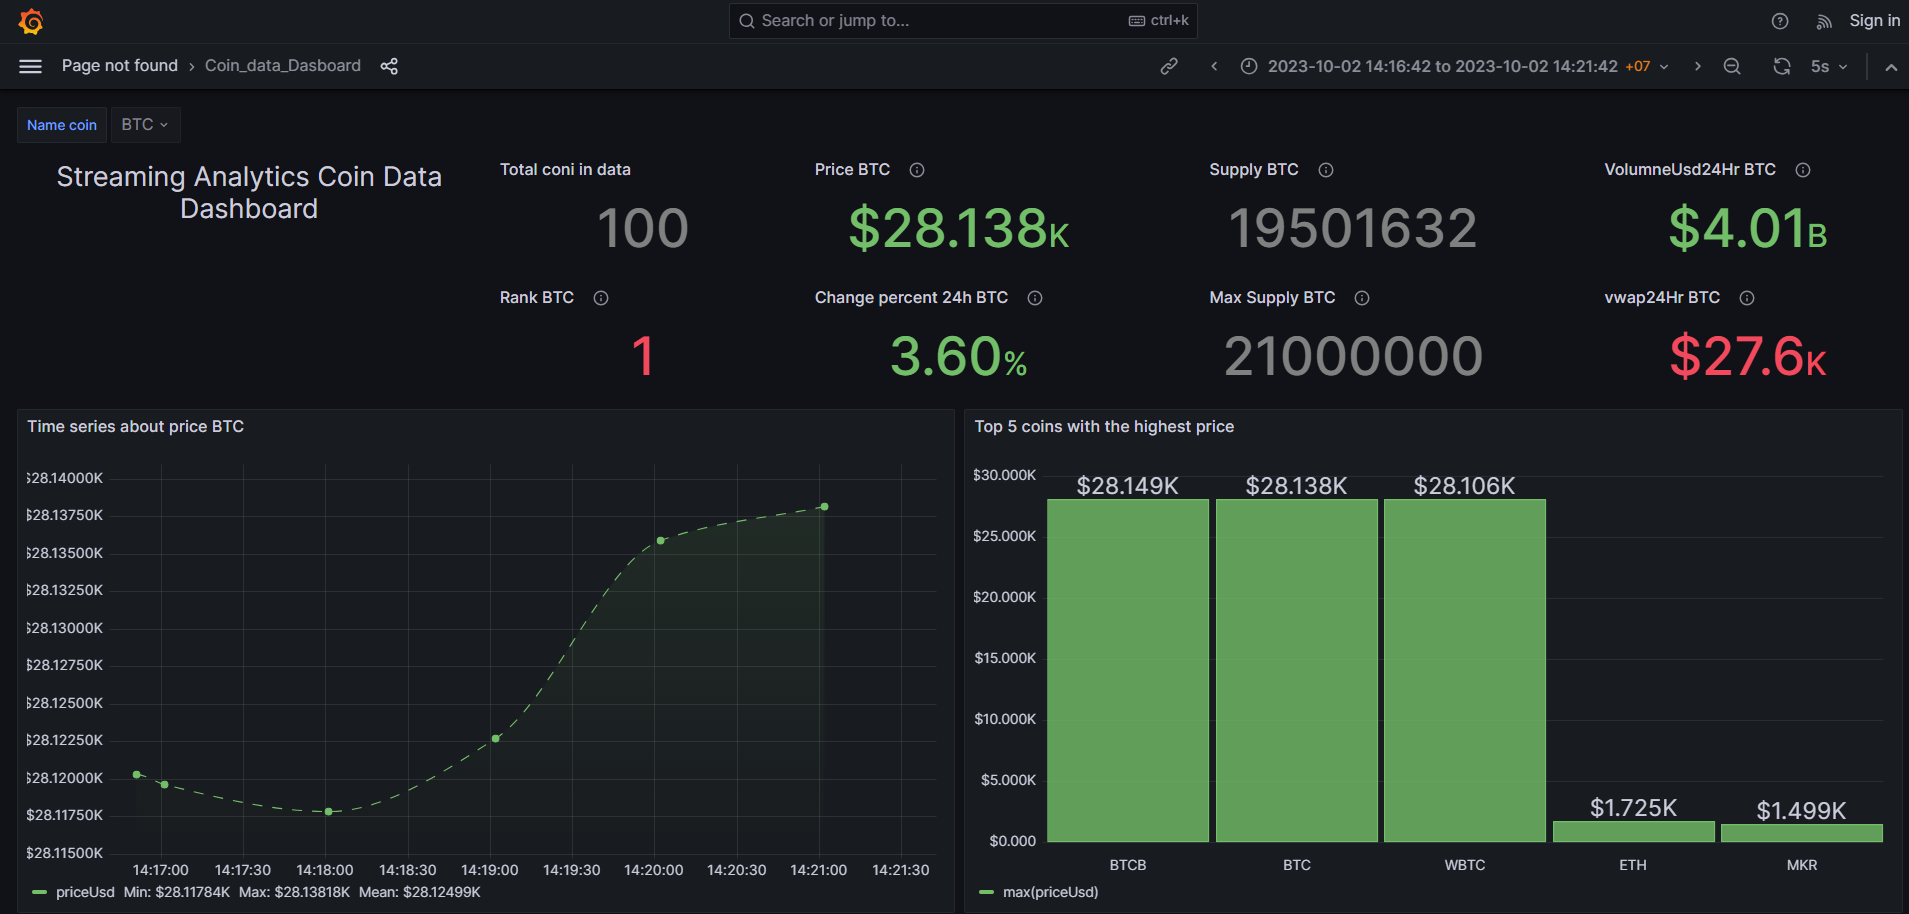 Search or jump to...
ctrl+k
Sign in
Page not found › Coin_data_Dasboard
2023-10-02 14:16:42 to 2023-10-02 14:21:42 +07
5s
Name coin
BTC
Streaming Analytics Coin Data
Dashboard
Total coni in data
100
Price BTC
$28.138K
Supply BTC
19501632
VolumneUsd24Hr BTC
$4.01B
Rank BTC
1
Change percent 24h BTC
3.60%
Max Supply BTC
21000000
vwap24Hr BTC
$27.6K
Time series about price BTC
$28.14000K
$28.13750K
$28.13500K
$28.13250K
$28.13000K
$28.12750K
$28.12500K
$28.12250K
$28.12000K
$28.11750K
$28.11500K
14:17:00 14:17:30 14:18:00 14:18:30 14:19:00 14:19:30 14:20:00 14:20:30 14:21:00 14:21:30
priceUsd Min: $28.11784K Max: $28.13818K Mean: $28.12499K
Top 5 coins with the highest price
$30.000K
$25.000K
$20.000K
$15.000K
$10.000K
$5.000K
$0.000
$28.149K
$28.138K
$28.106K
$1.725K
$1.499K
BTCB BTC WBTC ETH MKR
max(priceUsd)